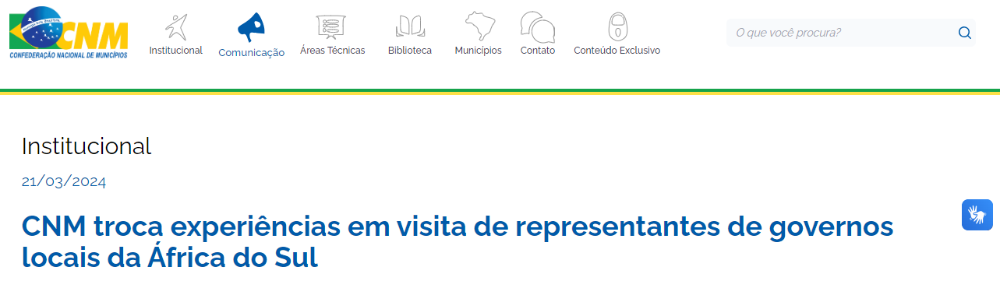 CNM
CONFEDERAÇÃO NACIONAL DE MUNICÍPIOS
Institucional
Comunicação
Áreas Técnicas
Biblioteca
Municípios
Contato
Conteúdo Exclusivo
O que você procura?
Institucional
21/03/2024
CNM troca experiências em visita de representantes de governos
locais da África do Sul